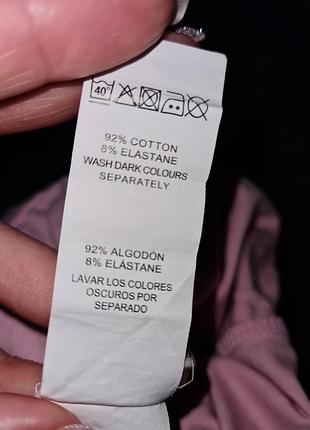 40°
92% COTTON
8% ELASTANE
WASH DARK COLOURS
SEPARATELY
92% ALGODÓN
8% ELÁSTANE
LAVAR LOS COLORES
OSCUROS POR
SEPARADO